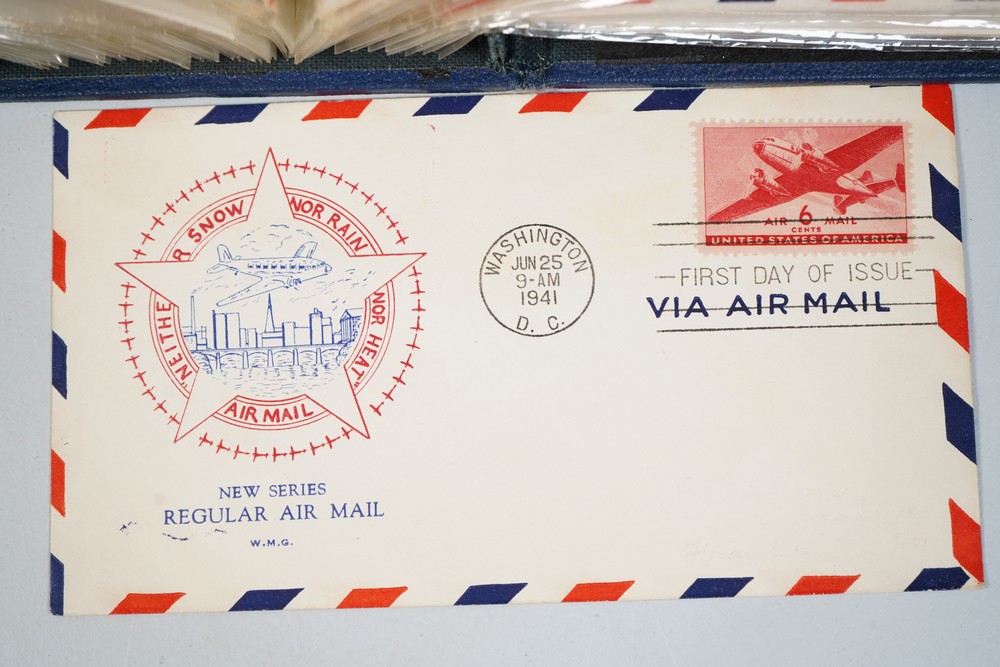 "NEITHER SNOW NOR RAIN NOR HEAT"
AIR MAIL
NEW SERIES
REGULAR AIR MAIL
W.M.G.
WASHINGTON
JUN 25
9-AM
1941
D. C.
AIR 6 MAIL
CENTS
UNITED STATES OF AMERICA
FIRST DAY OF ISSUE
VIA AIR MAIL